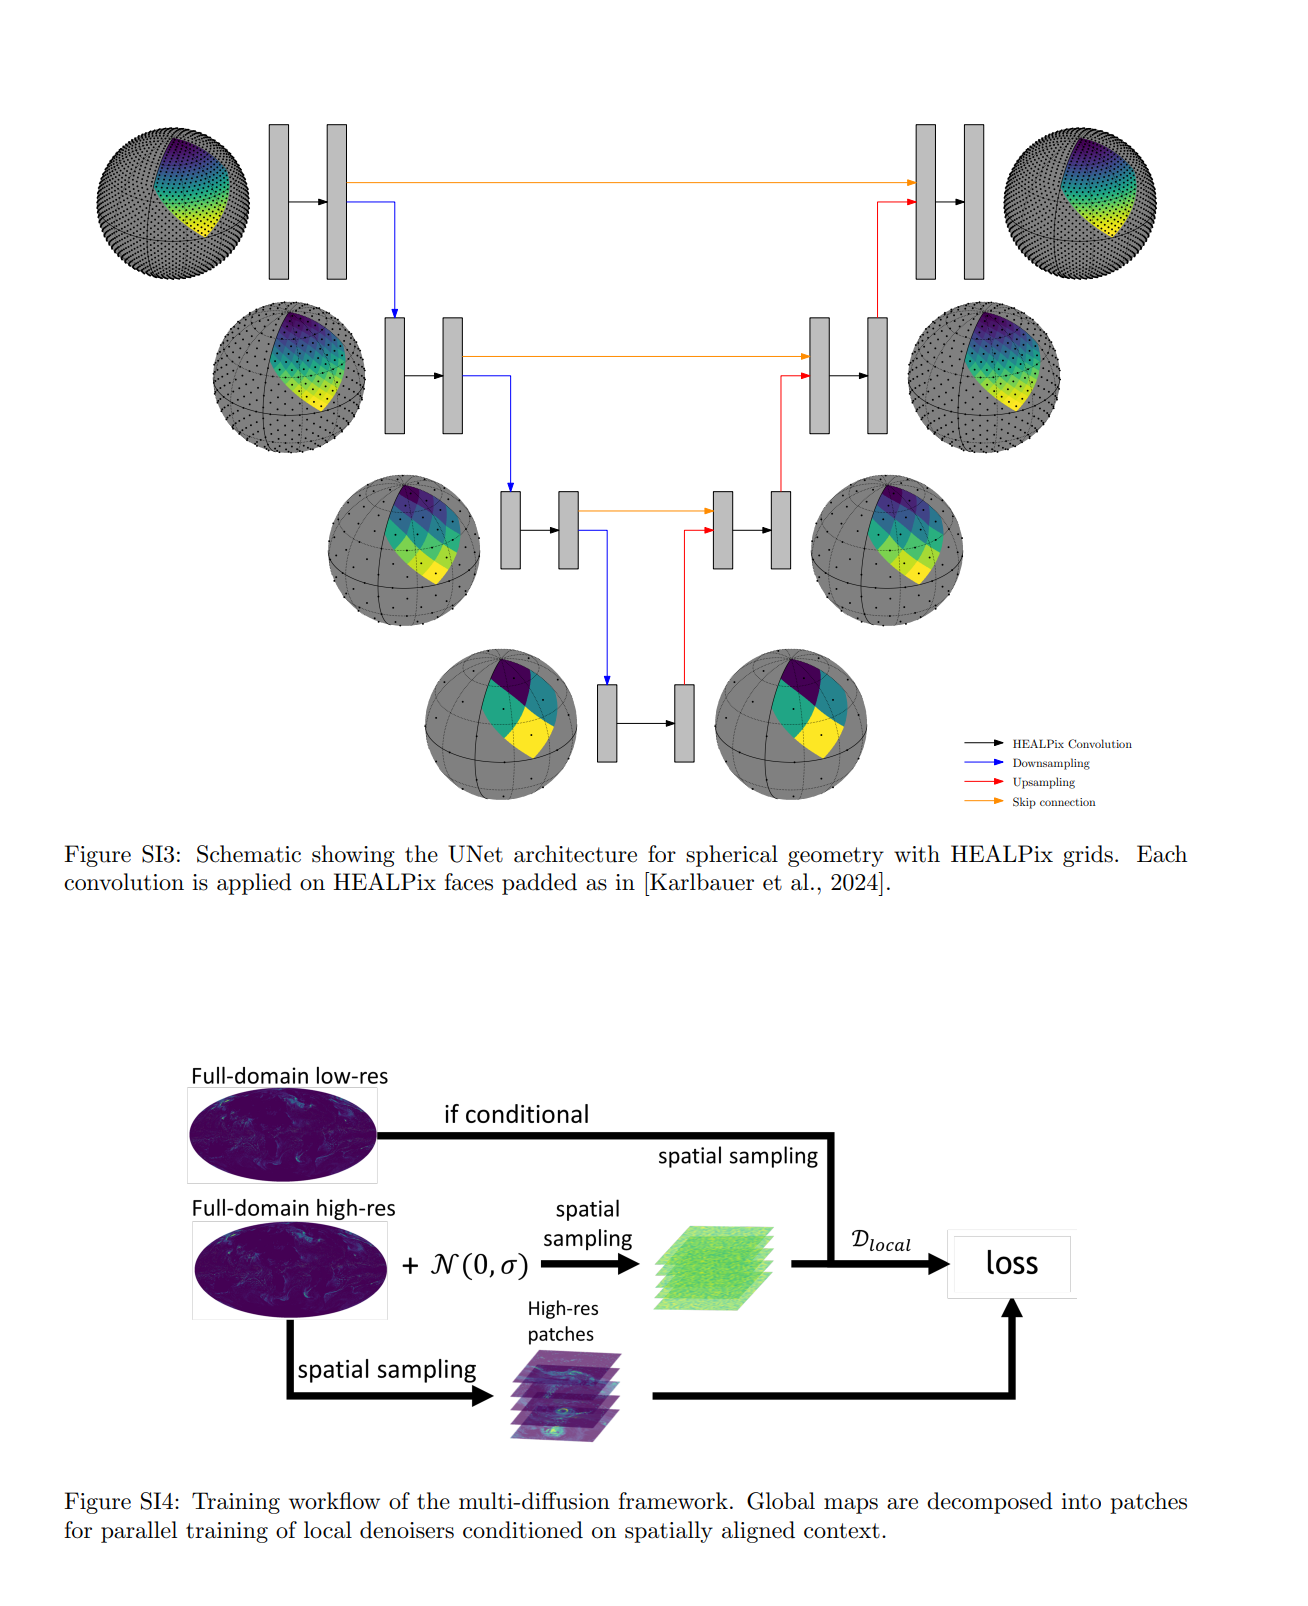 HEALPix Convolution
Downsampling
Upsampling
Skip connection
Figure SI3: Schematic showing the UNet architecture for spherical geometry with HEALPix grids. Each
convolution is applied on HEALPix faces padded as in [Karlbauer et al., 2024].
Full-domain low-res
if conditional
spatial sampling
Full-domain high-res
spatial
sampling
+ 𝒩(0, σ)
𝒟local
loss
High-res
patches
spatial sampling
Figure SI4: Training workflow of the multi-diffusion framework. Global maps are decomposed into patches
for parallel training of local denoisers conditioned on spatially aligned context.